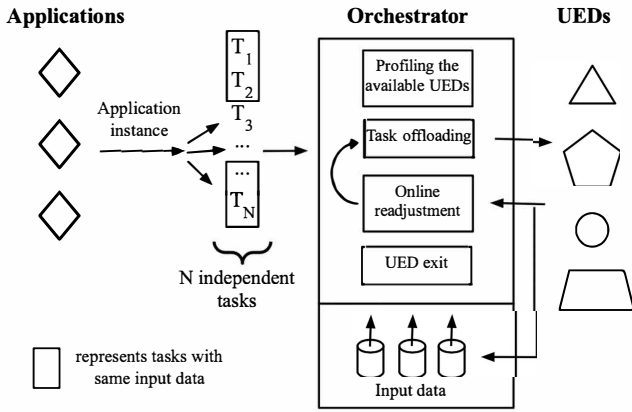 Applications
Orchestrator
UEDs
Application
instance
T1
T2
T3
...
...
TN
N independent
tasks
Profiling the
available UEDs
Task offloading
Online
readjustment
UED exit
Input data
represents tasks with
same input data